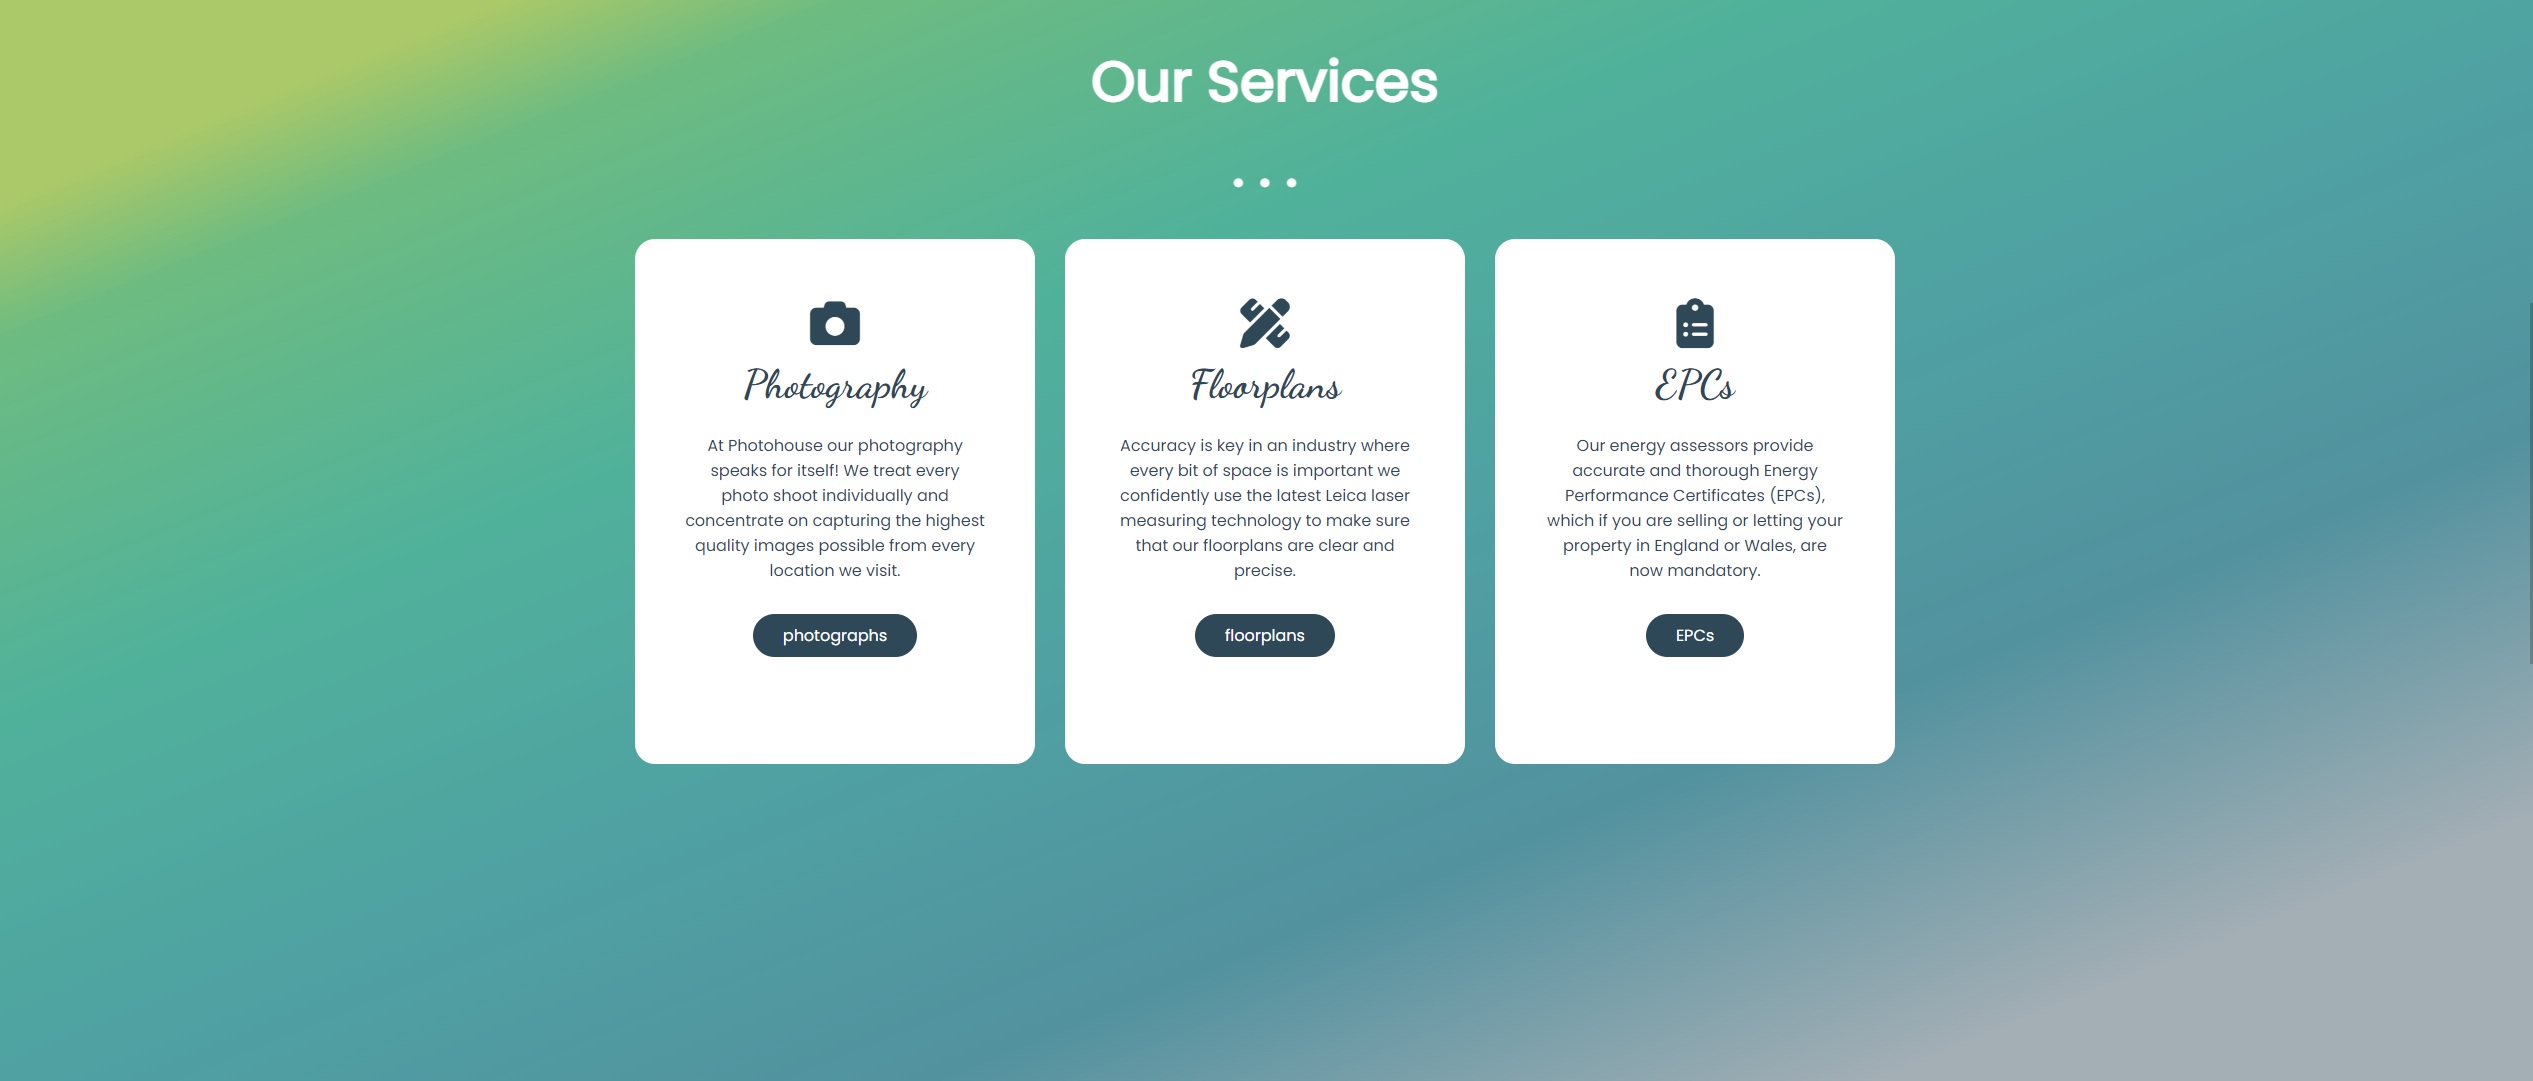 Our Services
Photography
At Photohouse our photography
speaks for itself! We treat every
photo shoot individually and
concentrate on capturing the highest
quality images possible from every
location we visit.
photographs
Floorplans
Accuracy is key in an industry where
every bit of space is important we
confidently use the latest Leica laser
measuring technology to make sure
that our floorplans are clear and
precise.
floorplans
EPCs
Our energy assessors provide
accurate and thorough Energy
Performance Certificates (EPCs),
which if you are selling or letting your
property in England or Wales, are
now mandatory.
EPCs